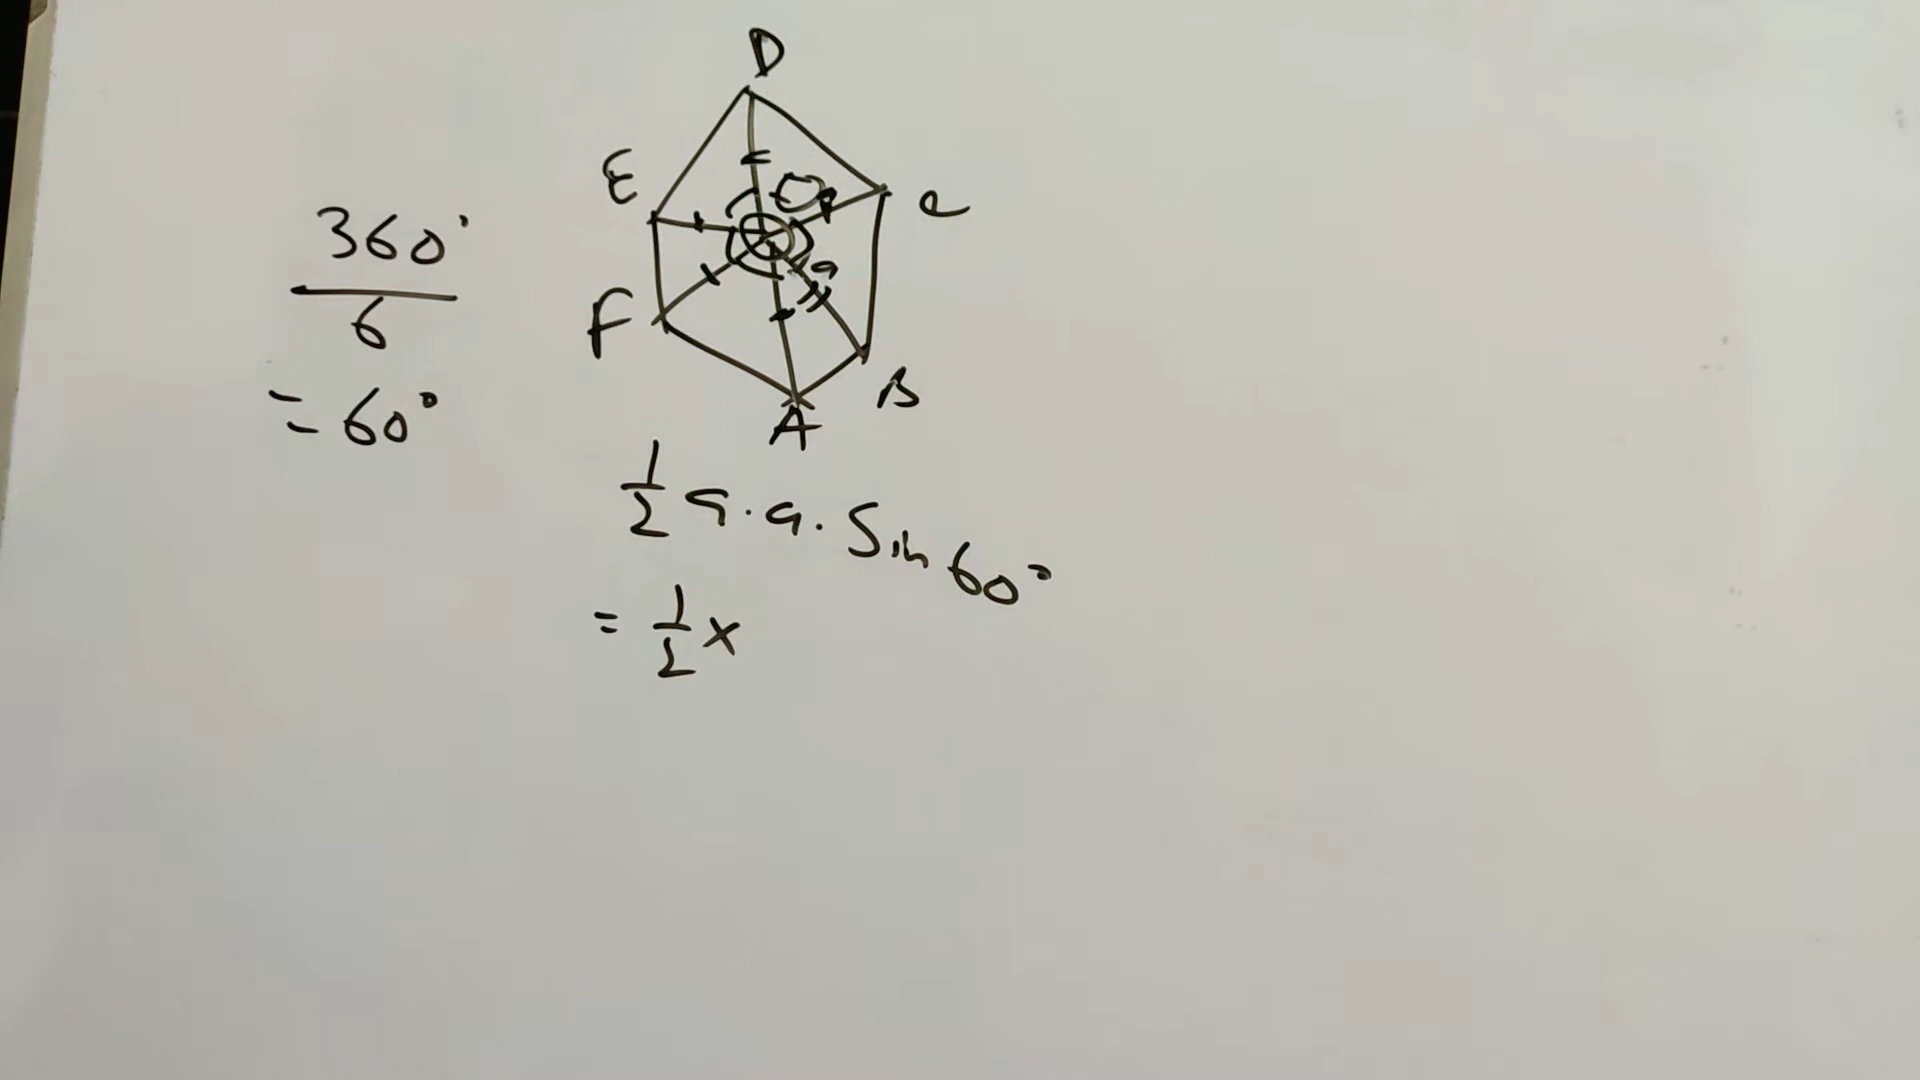 D
E
O
C
360°
/6
= 60°
a
F
B
A
1/2 a.a. Sin 60°
= 1/2 ×